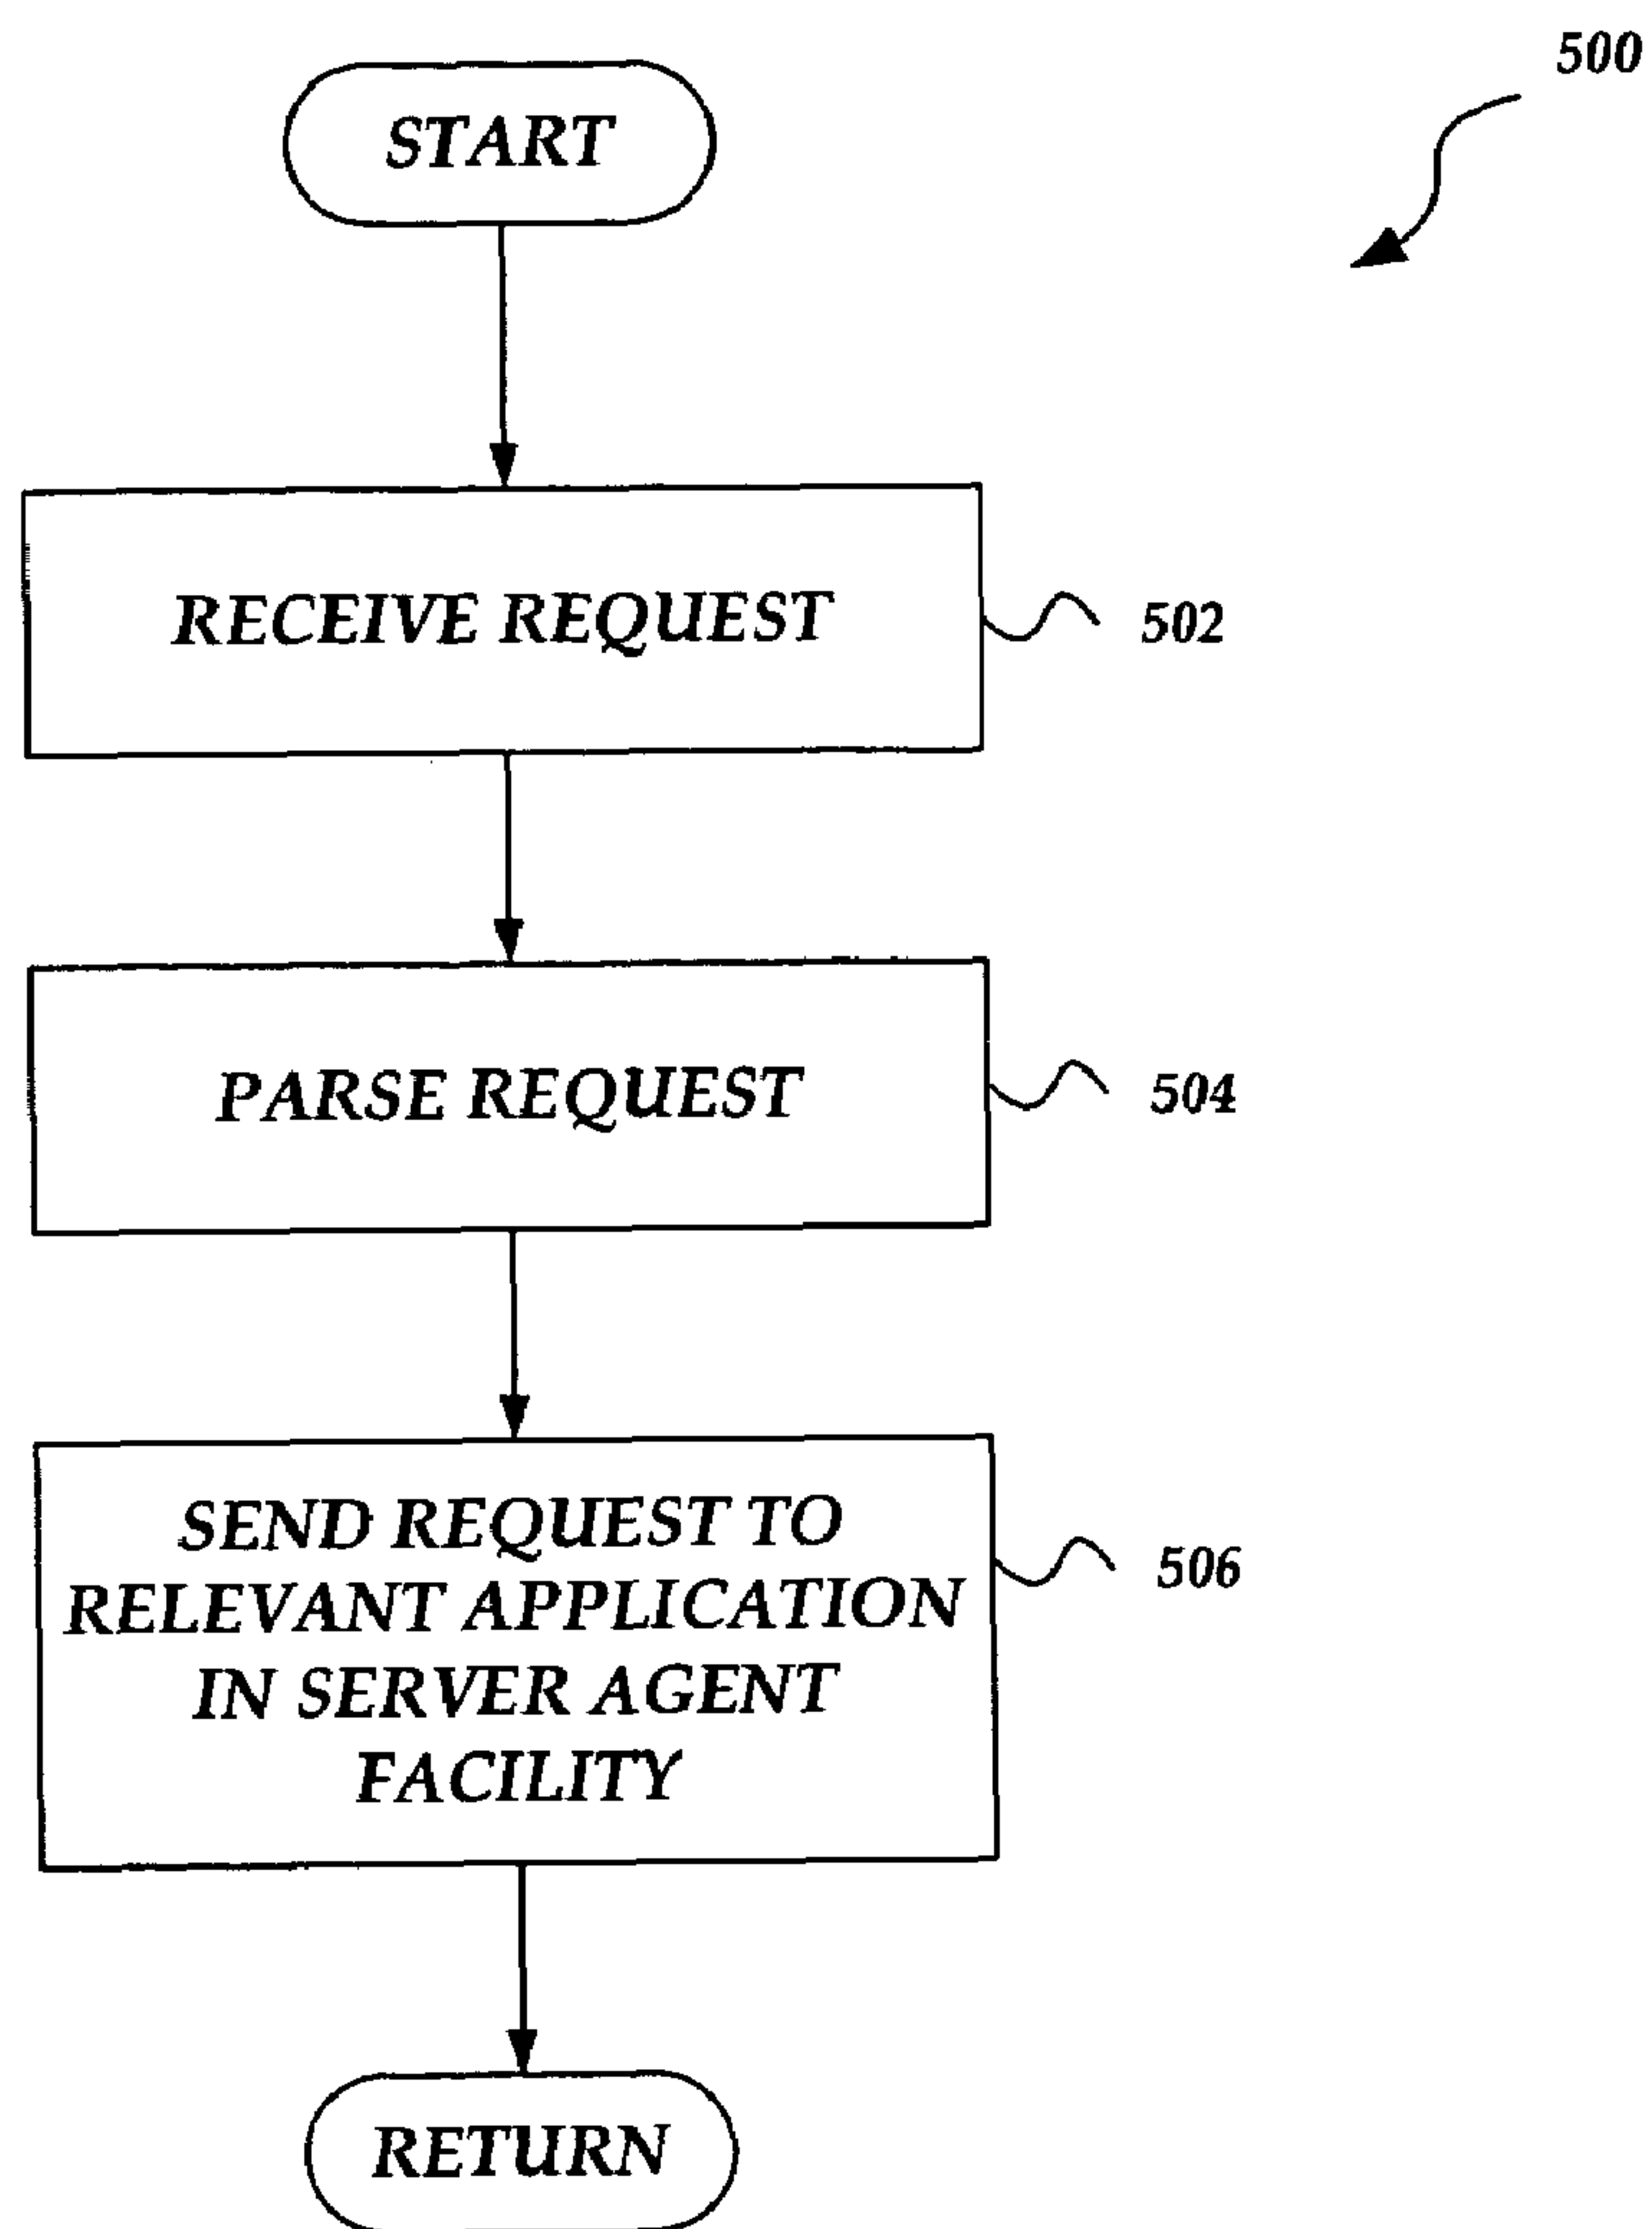 500
START
RECEIVE REQUEST
502
PARSE REQUEST
504
SEND REQUEST TO
RELEVANT APPLICATION
IN SERVER AGENT
FACILITY
506
RETURN